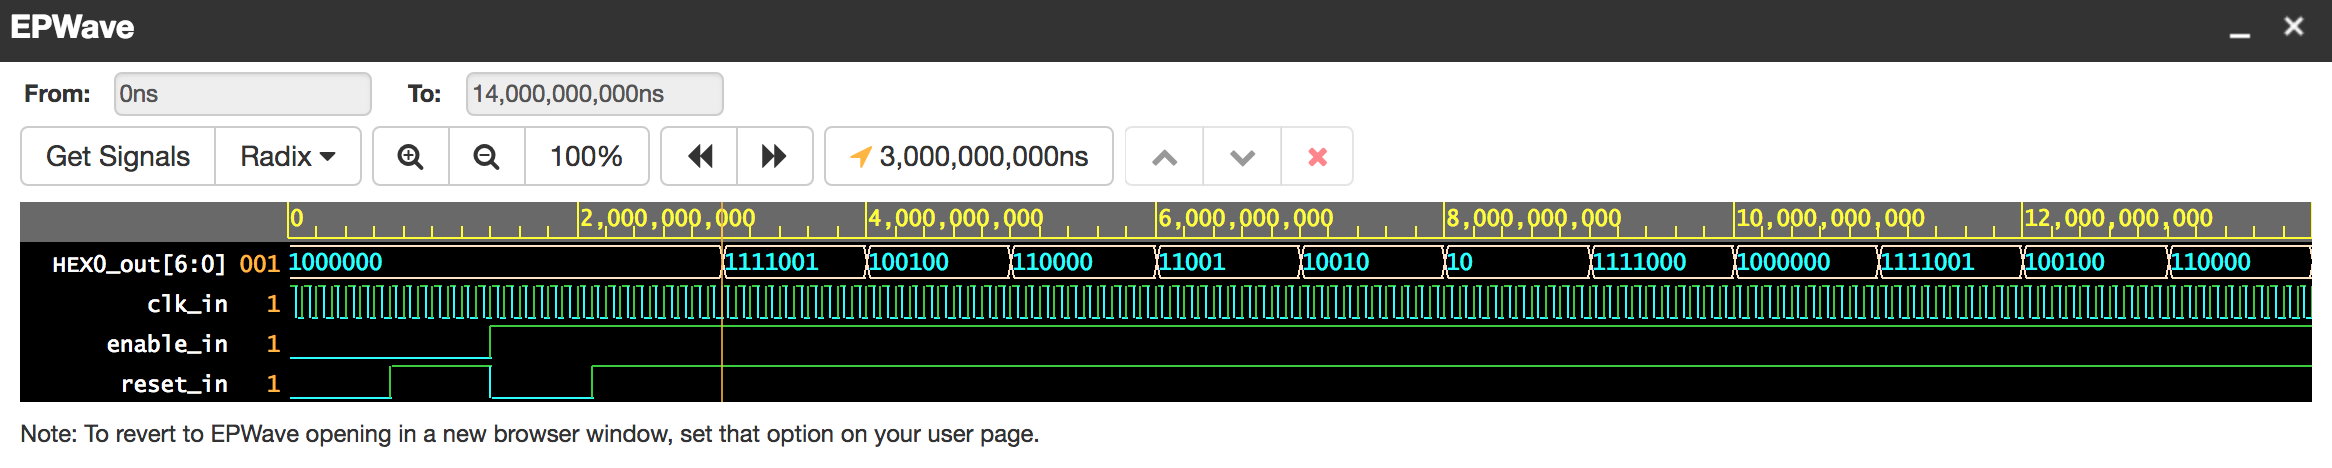 EPWave
From: 0ns To: 14,000,000,000ns
Get Signals Radix 100% 3,000,000,000ns
0 2,000,000,000 4,000,000,000 6,000,000,000 8,000,000,000 10,000,000,000 12,000,000,000
HEX0_out[6:0] 001 1000000 1111001 100100 110000 11001 10010 10 1111000 1000000 1111001 100100 110000
clk_in 1
enable_in 1
reset_in 1
Note: To revert to EPWave opening in a new browser window, set that option on your user page.